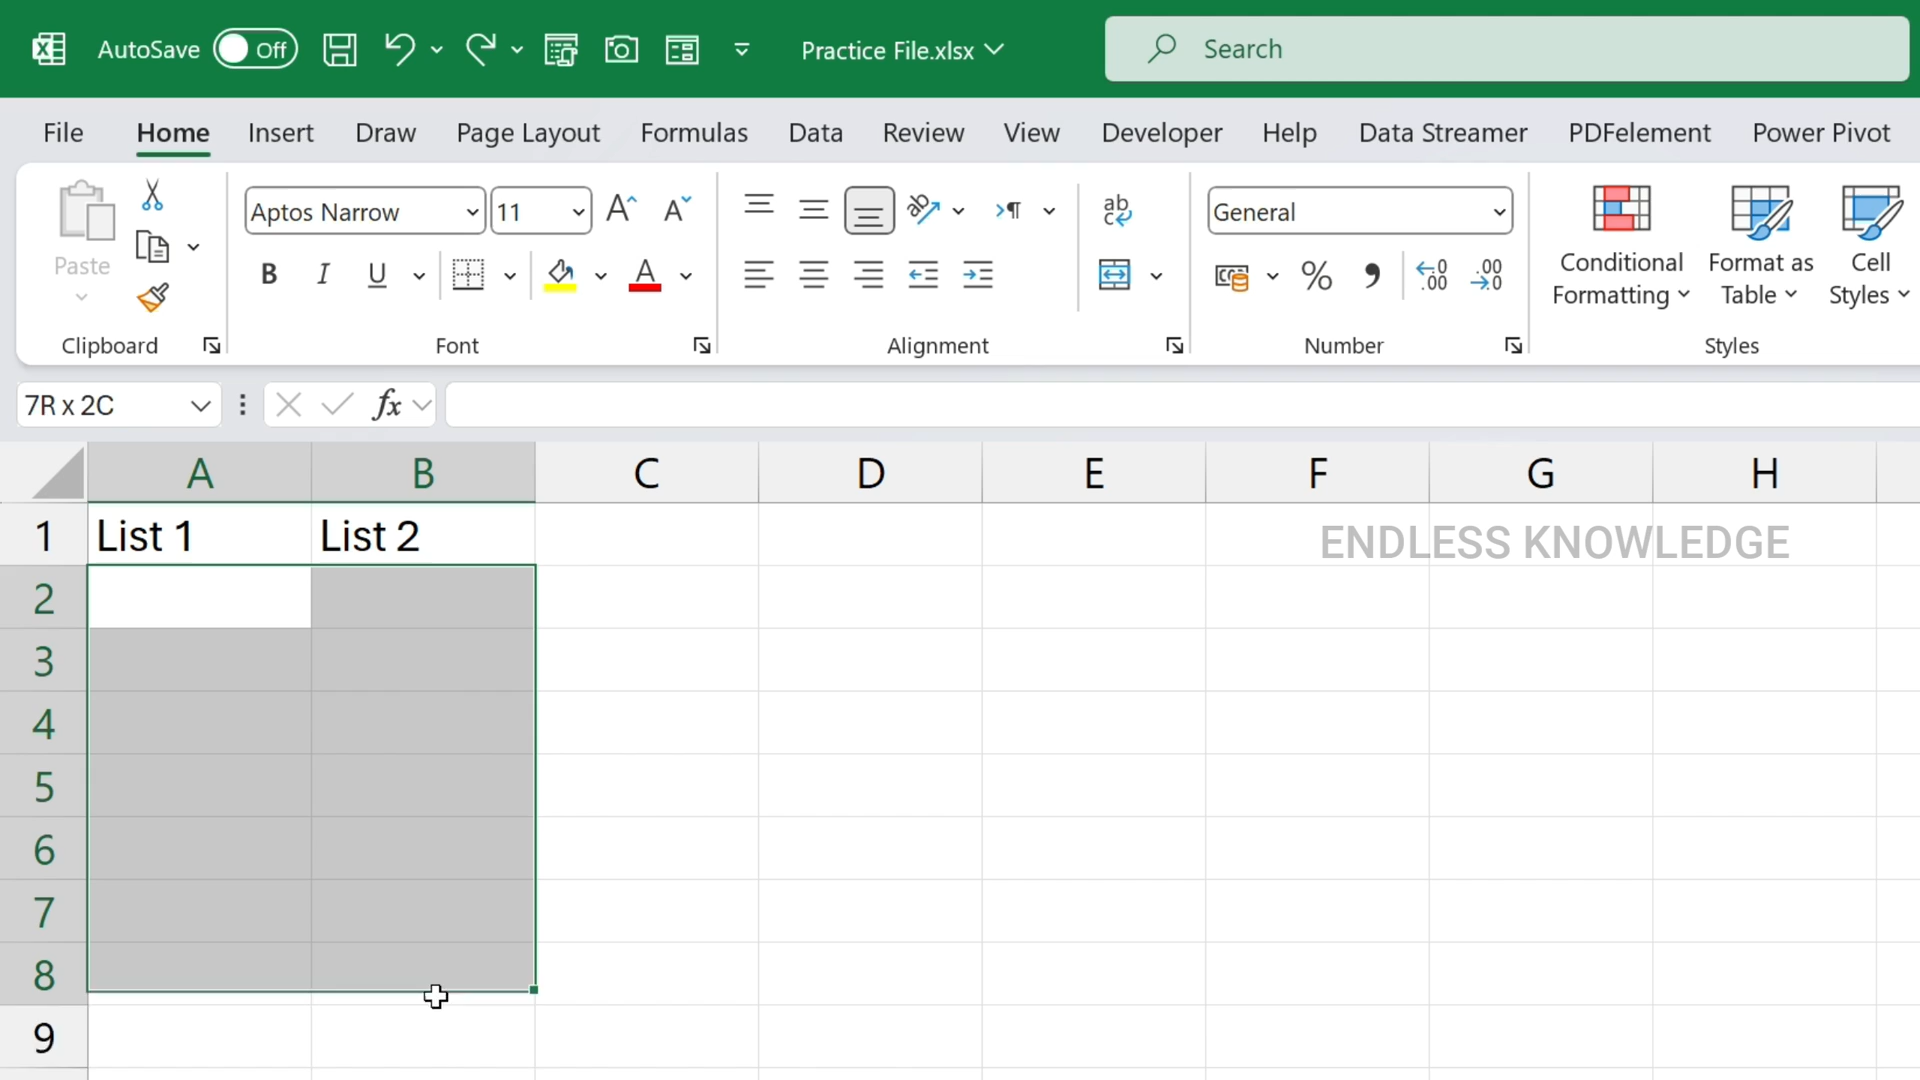 AutoSave Off Practice File.xlsx Search
File Home Insert Draw Page Layout Formulas Data Review View Developer Help Data Streamer PDFelement Power Pivot
Paste
Aptos Narrow 11
B I U A
General
Conditional Formatting
Format as Table
Cell Styles
Clipboard Font Alignment Number Styles
7R x 2C fx
A B C D E F G H
1 List 1 List 2
ENDLESS KNOWLEDGE
2
3
4
5
6
7
8
9